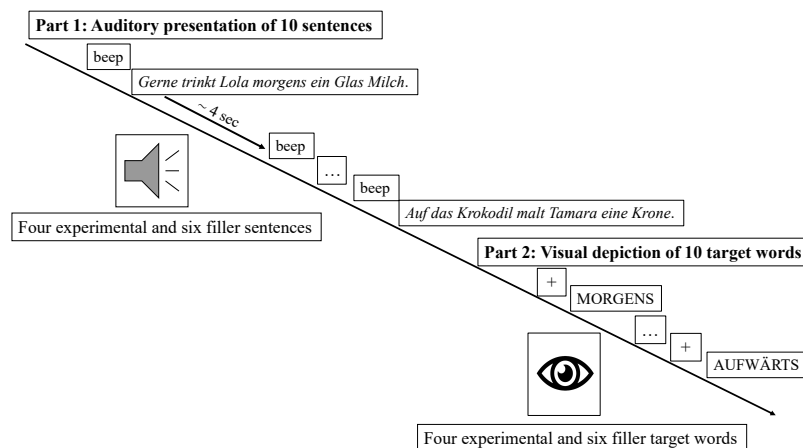 Part 1: Auditory presentation of 10 sentences
beep
Gerne trinkt Lola morgens ein Glas Milch.
~ 4 sec
beep
…
beep
Auf das Krokodil malt Tamara eine Krone.
Four experimental and six filler sentences
Part 2: Visual depiction of 10 target words
+
MORGENS
…
+
AUFWÄRTS
Four experimental and six filler target words